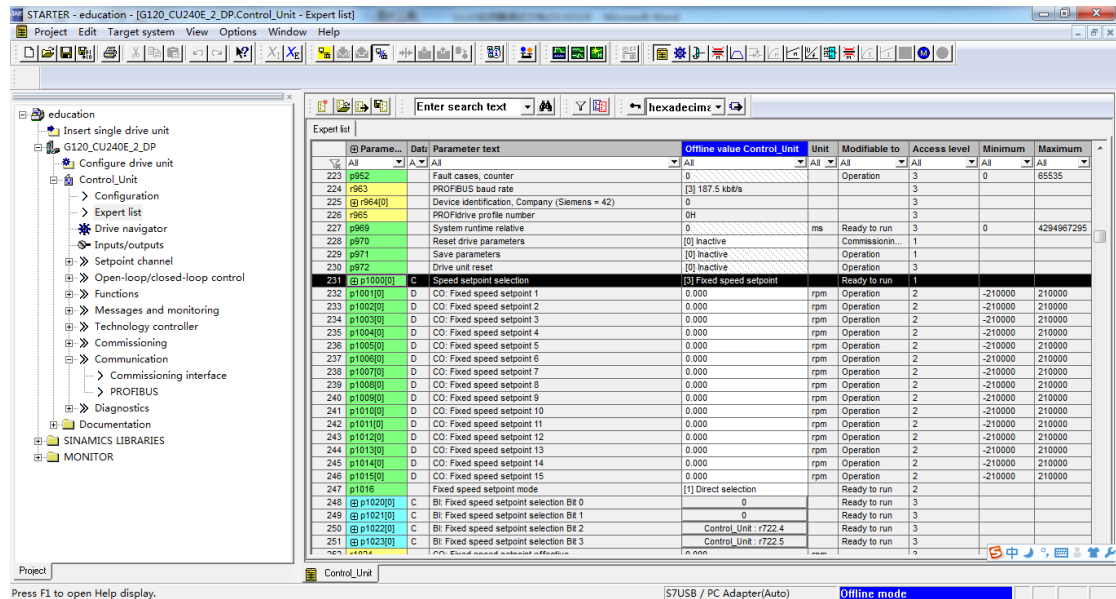 STARTER - education - [G120_CU240E_2_DP.Control_Unit - Expert list]
Project Edit Target system View Options Window Help
Enter search text
hexadecima
education
Insert single drive unit
G120_CU240E_2_DP
Configure drive unit
Control_Unit
Configuration
Expert list
Drive navigator
Inputs/outputs
Setpoint channel
Open-loop/closed-loop control
Functions
Messages and monitoring
Technology controller
Commissioning
Communication
Commissioning interface
PROFIBUS
Diagnostics
Documentation
SINAMICS LIBRARIES
MONITOR
Project
Expert list
Parame... Data Parameter text Offline value Control_Unit Unit Modifiable to Access level Minimum Maximum
All A All All All All All All All
223 p952 Fault cases, counter 0 Operation 3 0 65535
224 r963 PROFIBUS baud rate [3] 187.5 kbit/s 3
225 r964[0] Device identification, Company (Siemens = 42) 0 3
226 r965 PROFIdrive profile number 0H 3
227 p969 System runtime relative 0 ms Ready to run 3 0 4294967295
228 p970 Reset drive parameters [0] Inactive Commissionin... 1
229 p971 Save parameters [0] Inactive Operation 1
230 p972 Drive unit reset [0] Inactive Operation 3
231 p1000[0] C Speed setpoint selection [3] Fixed speed setpoint Ready to run 1
232 p1001[0] D CO: Fixed speed setpoint 1 0.000 rpm Operation 2 -210000 210000
233 p1002[0] D CO: Fixed speed setpoint 2 0.000 rpm Operation 2 -210000 210000
234 p1003[0] D CO: Fixed speed setpoint 3 0.000 rpm Operation 2 -210000 210000
235 p1004[0] D CO: Fixed speed setpoint 4 0.000 rpm Operation 2 -210000 210000
236 p1005[0] D CO: Fixed speed setpoint 5 0.000 rpm Operation 2 -210000 210000
237 p1006[0] D CO: Fixed speed setpoint 6 0.000 rpm Operation 2 -210000 210000
238 p1007[0] D CO: Fixed speed setpoint 7 0.000 rpm Operation 2 -210000 210000
239 p1008[0] D CO: Fixed speed setpoint 8 0.000 rpm Operation 2 -210000 210000
240 p1009[0] D CO: Fixed speed setpoint 9 0.000 rpm Operation 2 -210000 210000
241 p1010[0] D CO: Fixed speed setpoint 10 0.000 rpm Operation 2 -210000 210000
242 p1011[0] D CO: Fixed speed setpoint 11 0.000 rpm Operation 2 -210000 210000
243 p1012[0] D CO: Fixed speed setpoint 12 0.000 rpm Operation 2 -210000 210000
244 p1013[0] D CO: Fixed speed setpoint 13 0.000 rpm Operation 2 -210000 210000
245 p1014[0] D CO: Fixed speed setpoint 14 0.000 rpm Operation 2 -210000 210000
246 p1015[0] D CO: Fixed speed setpoint 15 0.000 rpm Operation 2 -210000 210000
247 p1016 Fixed speed setpoint mode [1] Direct selection Ready to run 2
248 p1020[0] C BI: Fixed speed setpoint selection Bit 0 0 Ready to run 3
249 p1021[0] C BI: Fixed speed setpoint selection Bit 1 0 Ready to run 3
250 p1022[0] C BI: Fixed speed setpoint selection Bit 2 Control_Unit : r722.4 Ready to run 3
251 p1023[0] C BI: Fixed speed setpoint selection Bit 3 Control_Unit : r722.5 Ready to run 3
252 r1024 CO: Fixed speed setpoint effective 0.000 rpm 3
中
Control_Unit
Press F1 to open Help display. S7USB / PC Adapter(Auto) Offline mode